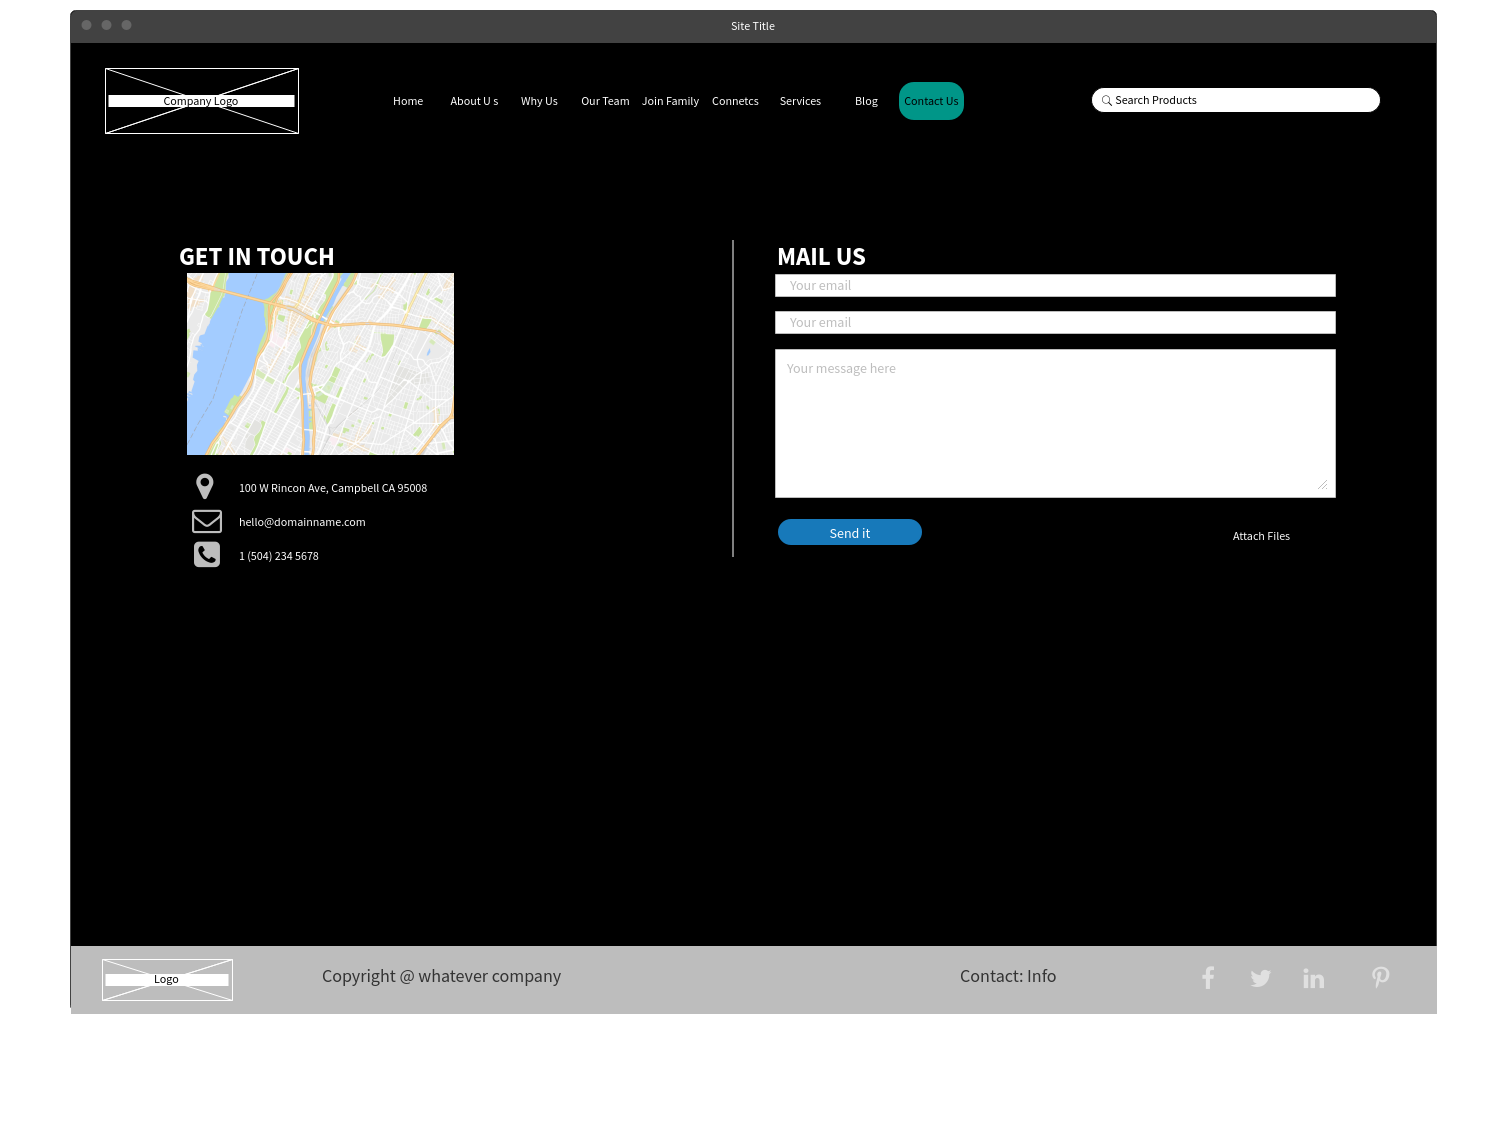 Site Title
Company Logo
Home About U s Why Us Our Team Join Family Connetcs Services Blog Contact Us
Search Products
GET IN TOUCH
100 W Rincon Ave, Campbell CA 95008
hello@domainname.com
1 (504) 234 5678
MAIL US
Your email
Your email
Your message here
Send it
Attach Files
Logo
Copyright @ whatever company
Contact: Info